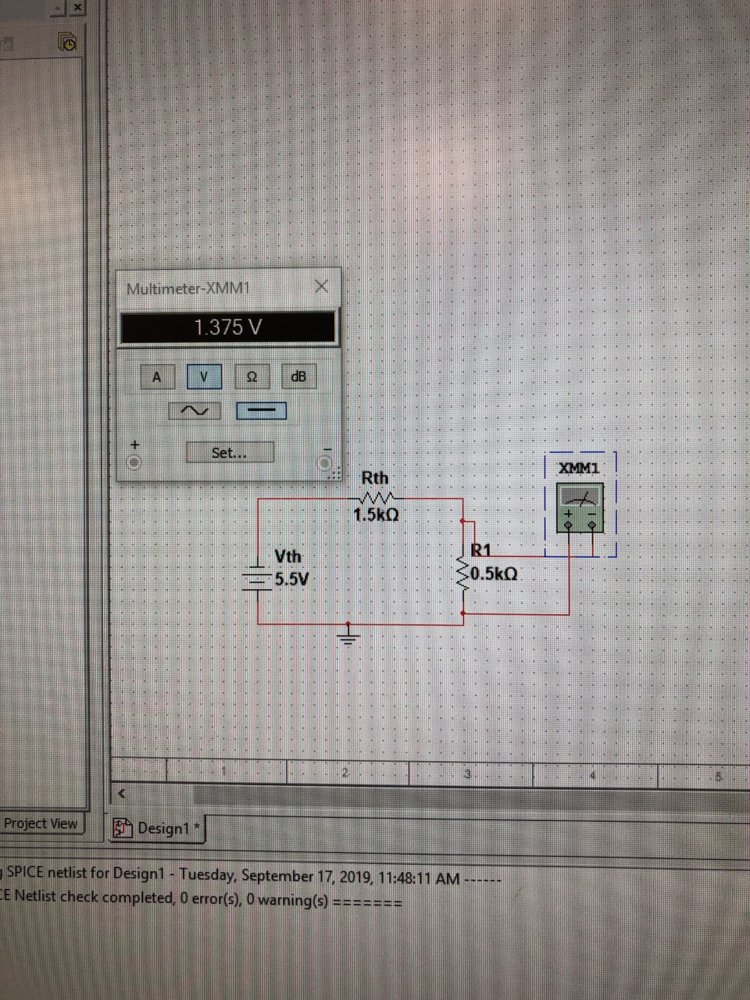 Multimeter-XMM1
1.375 V
A V Ω dB
+ Set... −
Rth
1.5kΩ
XMM1
+ −
Vth
5.5V
R1
0.5kΩ
1 2 3 4 5
Project View
Design1 *
SPICE netlist for Design1 - Tuesday, September 17, 2019, 11:48:11 AM ------
CE Netlist check completed, 0 error(s), 0 warning(s) =======